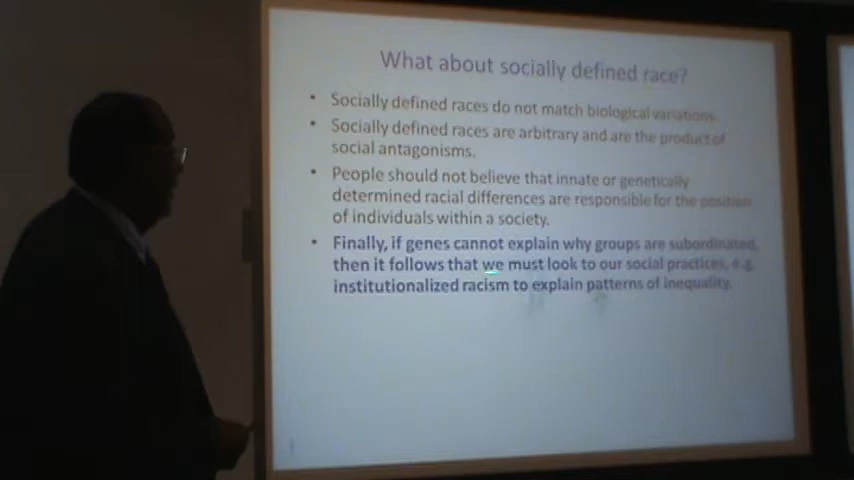 What about socially defined race?
• Socially defined races do not match biological variations.
• Socially defined races are arbitrary and are the product of
social antagonisms.
• People should not believe that innate or genetically
determined racial differences are responsible for the position
of individuals within a society.
• Finally, if genes cannot explain why groups are subordinated,
then it follows that we must look to our social practices, e.g.
institutionalized racism to explain patterns of inequality.